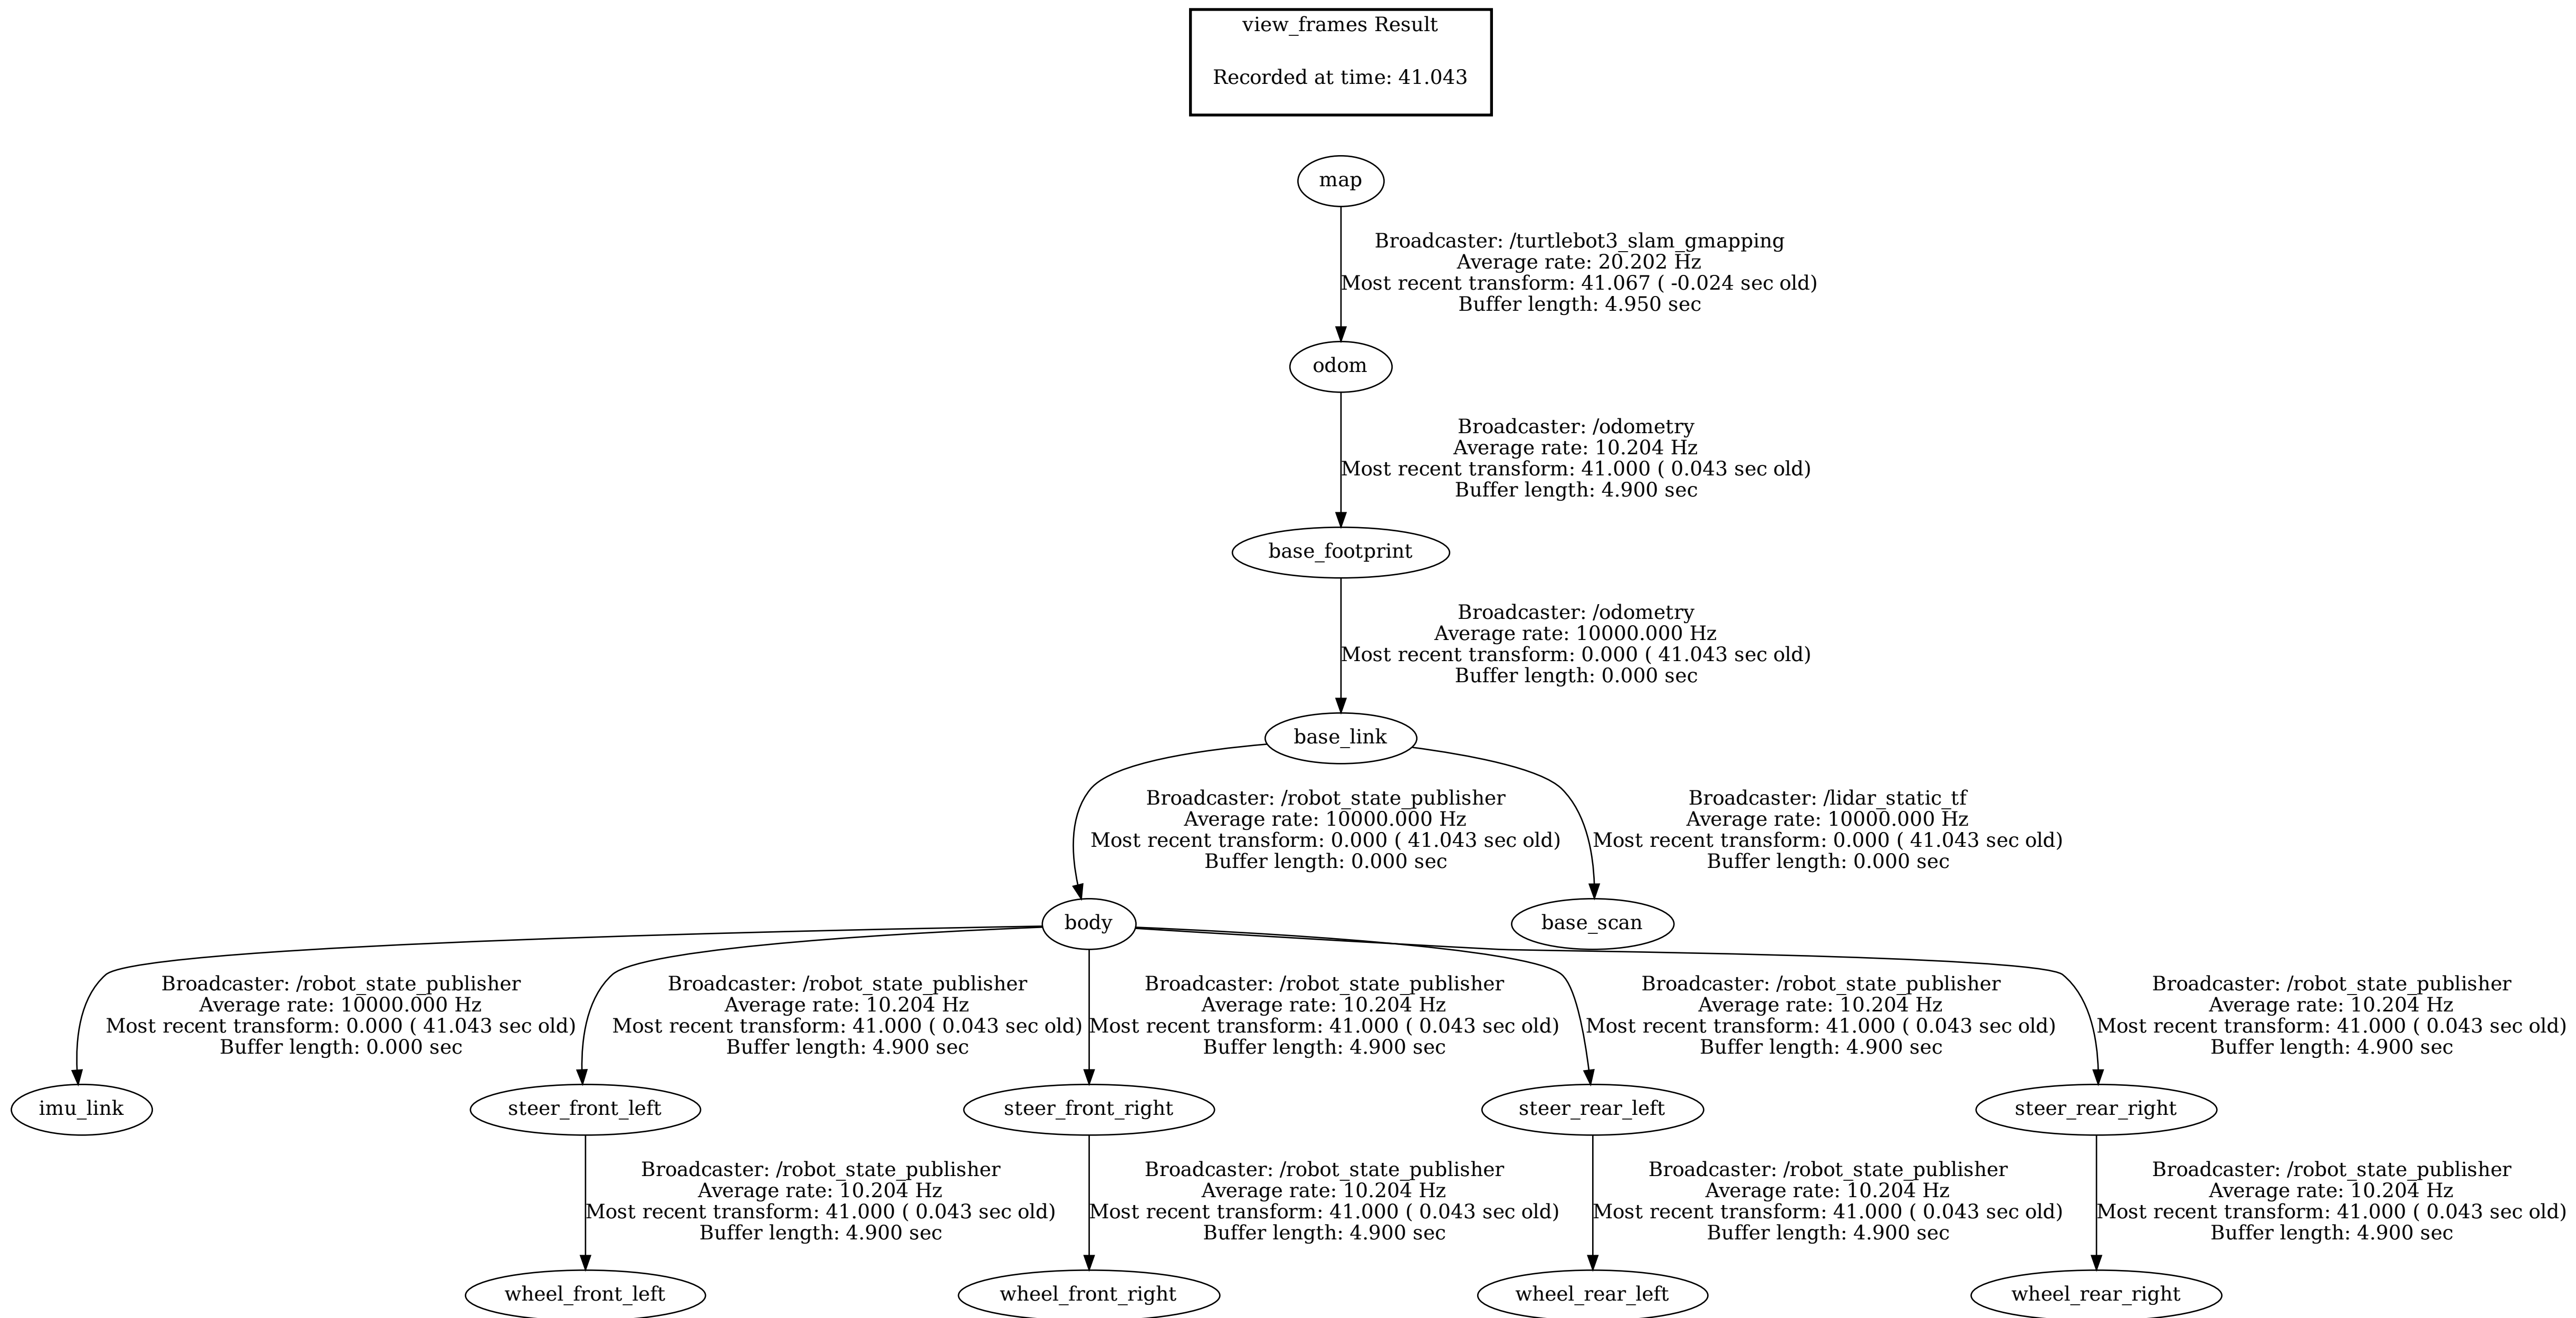 view_frames Result
Recorded at time: 41.043
map
Broadcaster: /turtlebot3_slam_gmapping
Average rate: 20.202 Hz
Most recent transform: 41.067 ( -0.024 sec old)
Buffer length: 4.950 sec
odom
Broadcaster: /odometry
Average rate: 10.204 Hz
Most recent transform: 41.000 ( 0.043 sec old)
Buffer length: 4.900 sec
base_footprint
Broadcaster: /odometry
Average rate: 10000.000 Hz
Most recent transform: 0.000 ( 41.043 sec old)
Buffer length: 0.000 sec
base_link
Broadcaster: /robot_state_publisher
Average rate: 10000.000 Hz
Most recent transform: 0.000 ( 41.043 sec old)
Buffer length: 0.000 sec
Broadcaster: /lidar_static_tf
Average rate: 10000.000 Hz
Most recent transform: 0.000 ( 41.043 sec old)
Buffer length: 0.000 sec
body
base_scan
Broadcaster: /robot_state_publisher
Average rate: 10000.000 Hz
Most recent transform: 0.000 ( 41.043 sec old)
Buffer length: 0.000 sec
Broadcaster: /robot_state_publisher
Average rate: 10.204 Hz
Most recent transform: 41.000 ( 0.043 sec old)
Buffer length: 4.900 sec
Broadcaster: /robot_state_publisher
Average rate: 10.204 Hz
Most recent transform: 41.000 ( 0.043 sec old)
Buffer length: 4.900 sec
Broadcaster: /robot_state_publisher
Average rate: 10.204 Hz
Most recent transform: 41.000 ( 0.043 sec old)
Buffer length: 4.900 sec
Broadcaster: /robot_state_publisher
Average rate: 10.204 Hz
Most recent transform: 41.000 ( 0.043 sec old)
Buffer length: 4.900 sec
imu_link
steer_front_left
steer_front_right
steer_rear_left
steer_rear_right
Broadcaster: /robot_state_publisher
Average rate: 10.204 Hz
Most recent transform: 41.000 ( 0.043 sec old)
Buffer length: 4.900 sec
Broadcaster: /robot_state_publisher
Average rate: 10.204 Hz
Most recent transform: 41.000 ( 0.043 sec old)
Buffer length: 4.900 sec
Broadcaster: /robot_state_publisher
Average rate: 10.204 Hz
Most recent transform: 41.000 ( 0.043 sec old)
Buffer length: 4.900 sec
Broadcaster: /robot_state_publisher
Average rate: 10.204 Hz
Most recent transform: 41.000 ( 0.043 sec old)
Buffer length: 4.900 sec
wheel_front_left
wheel_front_right
wheel_rear_left
wheel_rear_right